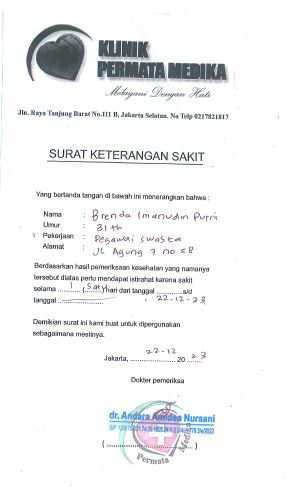 KLINIK
PERMATA MEDIKA
Melayani Dengan Hati
Jln. Raya Tanjung Barat No.111 B, Jakarta Selatan. No Telp 0217821817
SURAT KETERANGAN SAKIT
Yang bertanda tangan di bawah ini menerangkan bahwa :
Nama : Brenda Imanudin Putri
Umur : 31 th
Pekerjaan : Pegawai swasta
Alamat : Jl. Agung 7 no 58
Berdasarkan hasil pemeriksaan kesehatan yang namanya
tersebut diatas perlu mendapat istirahat karena sakit
selama ..... 1 ..... (Satu) hari dari tanggal ............ s/d
tanggal ........................ , 22-12-23
Demikian surat ini kami buat untuk dipergunakan
sebagaimana mestinya.
Jakarta, 22-12 20 23
Dokter pemeriksa
dr. Andara Annidea Nursani
Permata Medika